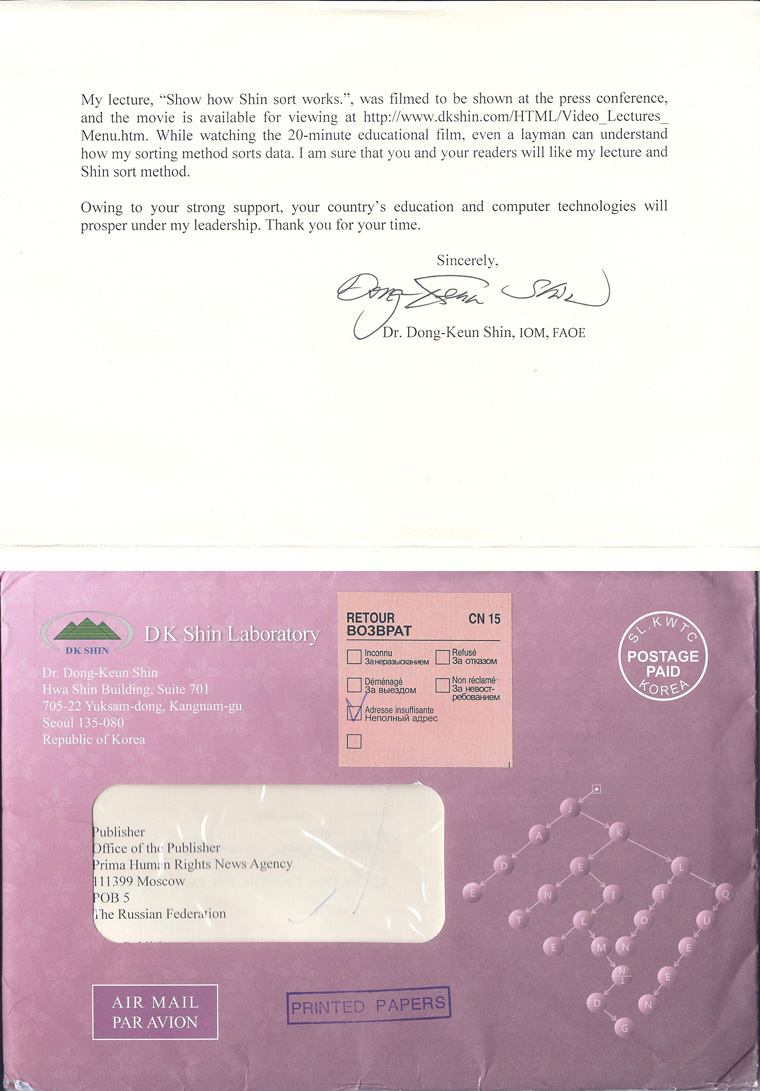 My lecture, “Show how Shin sort works.”, was filmed to be shown at the press conference,
and the movie is available for viewing at http://www.dkshin.com/HTML/Video_Lectures_
Menu.htm. While watching the 20-minute educational film, even a layman can understand
how my sorting method sorts data. I am sure that you and your readers will like my lecture and
Shin sort method.
Owing to your strong support, your country’s education and computer technologies will
prosper under my leadership. Thank you for your time.
Sincerely,
Dong-Keun Shin
Dr. Dong-Keun Shin, IOM, FAOE
DK SHIN
DK Shin Laboratory
Dr. Dong-Keun Shin
Hwa Shin Building, Suite 701
705-22 Yuksam-dong, Kangnam-gu
Seoul 135-080
Republic of Korea
RETOUR CN 15
ВОЗВРАТ
Inconnu
За неразысканием
Refusé
За отказом
Déménagé
За выездом
Non réclamé
За невост-
ребованием
Adresse insuffisante
Неполный адрес
SL.KWTC
POSTAGE
PAID
KOREA
Publisher
Office of the Publisher
Prima Human Rights News Agency
111399 Moscow
POB 5
The Russian Federation
J
A K
D E L
E N I I Q
T L O U
E M N E
E
D N
G
AIR MAIL
PAR AVION
PRINTED PAPERS